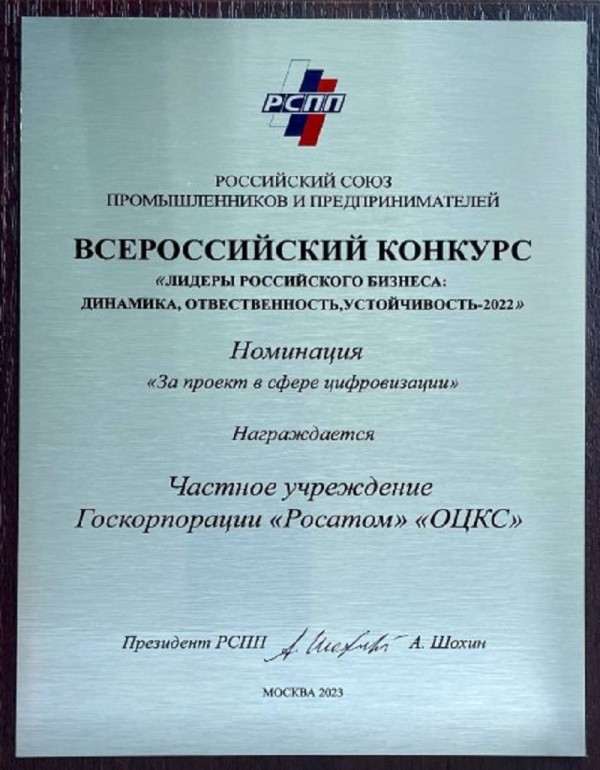 РСПП
РОССИЙСКИЙ СОЮЗ
ПРОМЫШЛЕННИКОВ И ПРЕДПРИНИМАТЕЛЕЙ
ВСЕРОССИЙСКИЙ КОНКУРС
«ЛИДЕРЫ РОССИЙСКОГО БИЗНЕСА:
ДИНАМИКА, ОТВЕСТВЕННОСТЬ,УСТОЙЧИВОСТЬ-2022»
Номинация
«За проект в сфере цифровизации»
Награждается
Частное учреждение
Госкорпорации «Росатом» «ОЦКС»
Президент РСПП А. Шохин А. Шохин
МОСКВА 2023